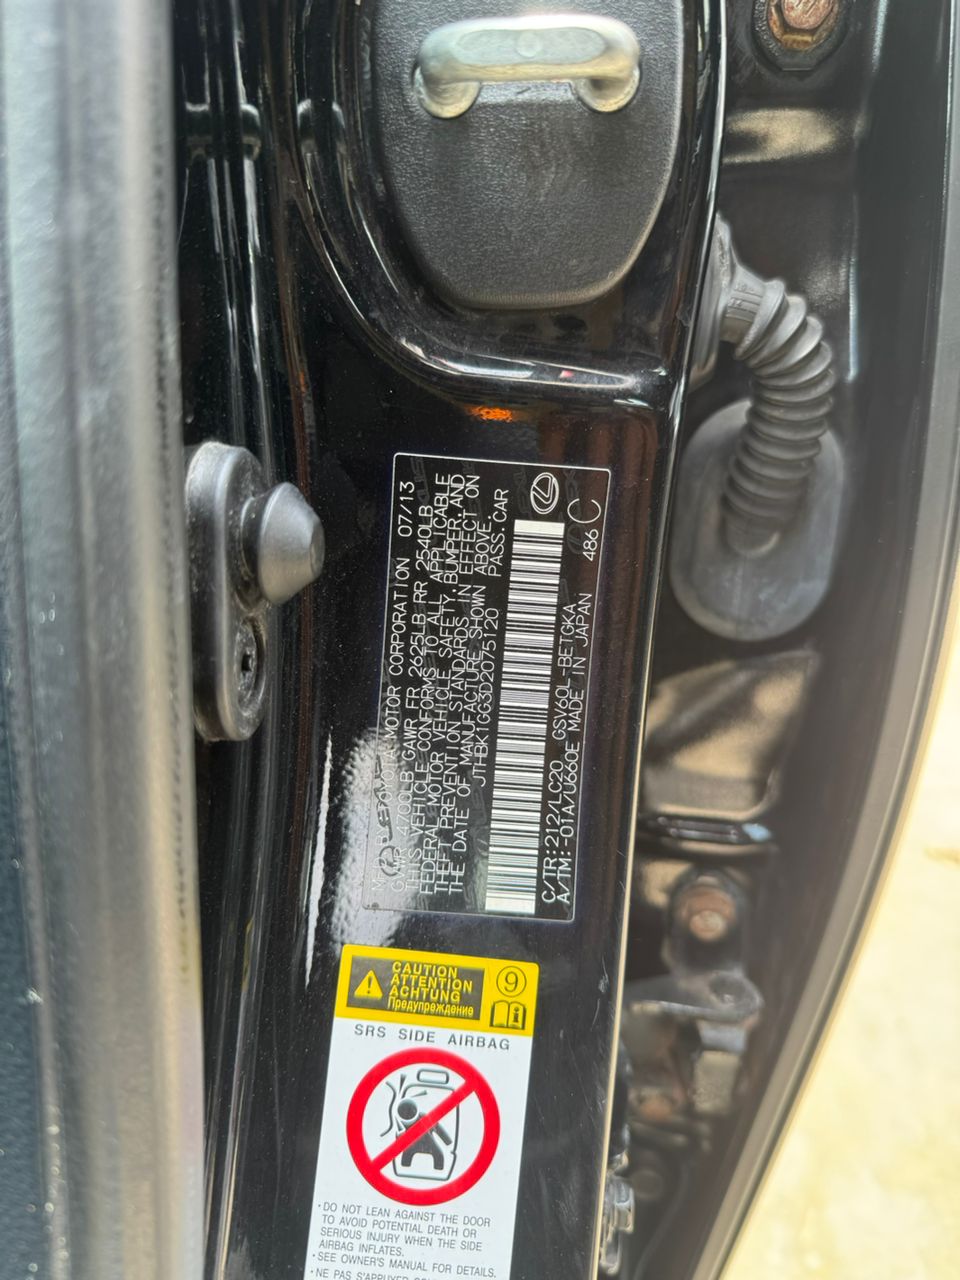 MFD. BY TOYOTA MOTOR CORPORATION 07/13
GVWR 4700LB GAWR FR 2625LB RR 2540LB
THIS VEHICLE CONFORMS TO ALL APPLICABLE
FEDERAL MOTOR VEHICLE SAFETY, BUMPER, AND
THEFT PREVENTION STANDARDS IN EFFECT ON
THE DATE OF MANUFACTURE SHOWN ABOVE.
JTHBK1GG3D2075120 PASS. CAR
C/TR:212/LC20 GSV60L-BETGKA
A/TM:-01A/U660E MADE IN JAPAN 486 C
CAUTION
ATTENTION
ACHTUNG
Предупреждение
9
SRS SIDE AIRBAG
・DO NOT LEAN AGAINST THE DOOR
TO AVOID POTENTIAL DEATH OR
SERIOUS INJURY WHEN THE SIDE
AIRBAG INFLATES.
・SEE OWNER'S MANUAL FOR DETAILS.
・NE PAS S'APPUYER